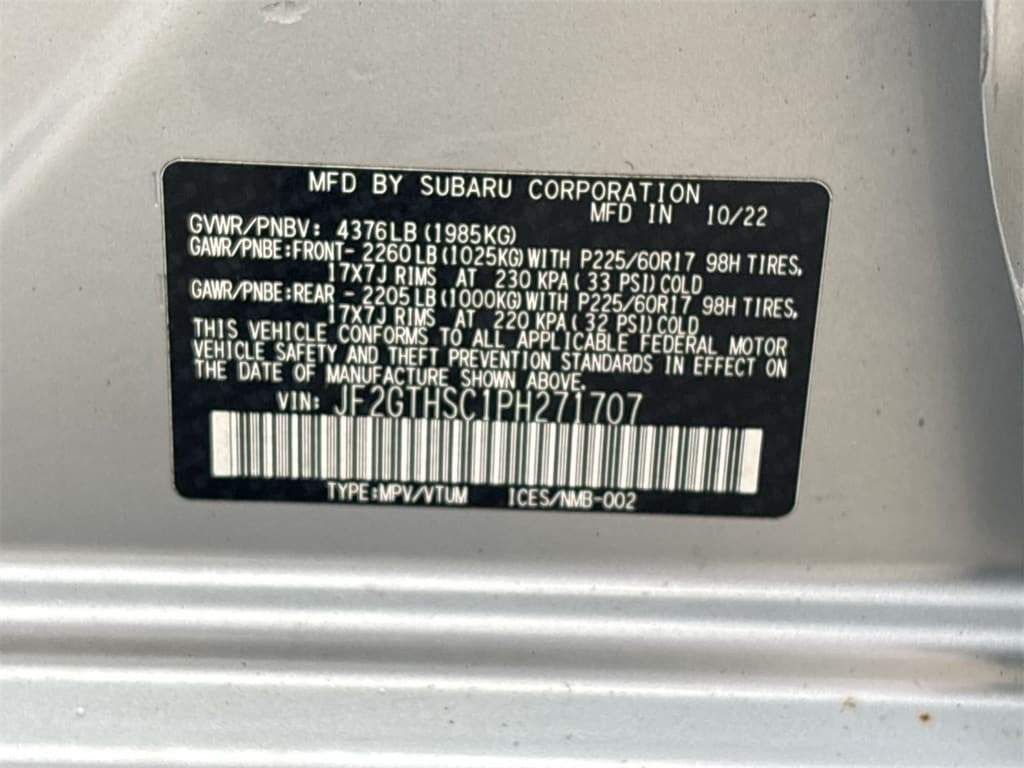 MFD BY SUBARU CORPORATION
MFD IN 10/22
GVWR/PNBV: 4376LB (1985KG)
GAWR/PNBE:FRONT- 2260LB (1025KG) WITH P225/60R17 98H TIRES,
17X7J RIMS AT 230 KPA( 33 PSI) COLD
GAWR/PNBE:REAR - 2205LB (1000KG) WITH P225/60R17 98H TIRES,
17X7J RIMS AT 220 KPA( 32 PSI) COLD
THIS VEHICLE CONFORMS TO ALL APPLICABLE FEDERAL MOTOR
VEHICLE SAFETY AND THEFT PREVENTION STANDARDS IN EFFECT ON
THE DATE OF MANUFACTURE SHOWN ABOVE.
VIN: JF2GTHSC1PH271707
TYPE:MPV/VTUM ICES/NMB-002